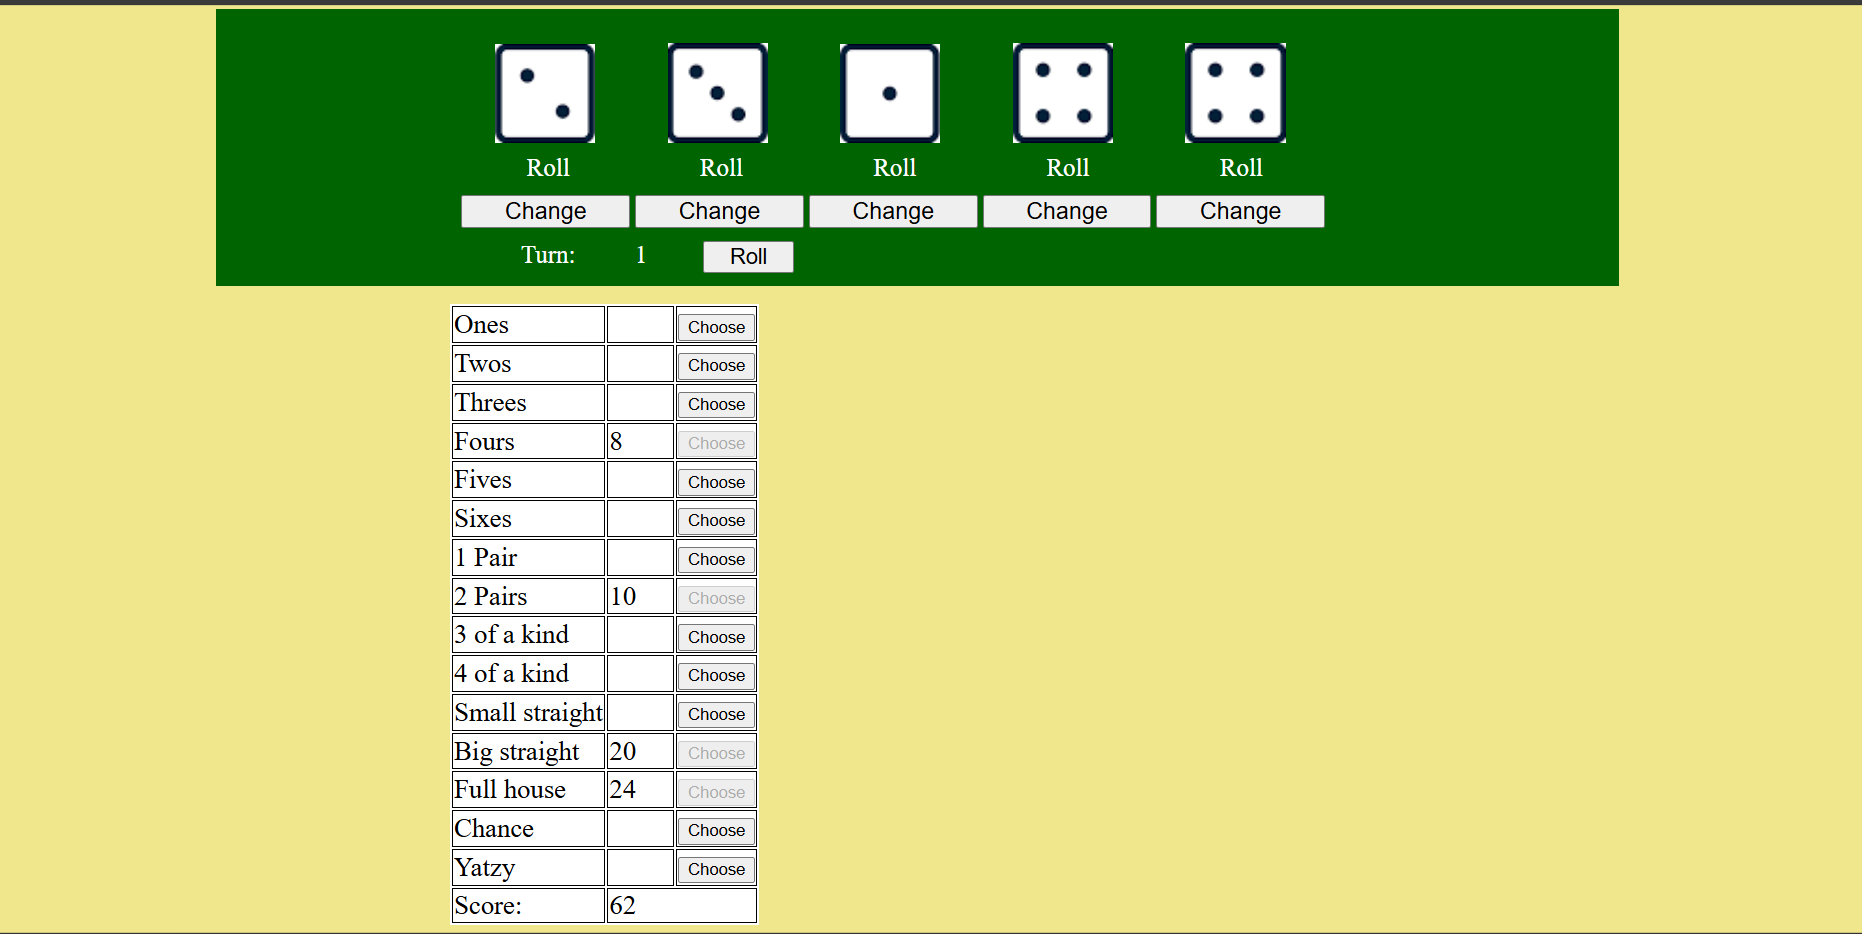 Roll Roll Roll Roll Roll
Change Change Change Change Change
Turn: 1 Roll
Ones Choose
Twos Choose
Threes Choose
Fours 8 Choose
Fives Choose
Sixes Choose
1 Pair Choose
2 Pairs 10 Choose
3 of a kind Choose
4 of a kind Choose
Small straight Choose
Big straight 20 Choose
Full house 24 Choose
Chance Choose
Yatzy Choose
Score: 62